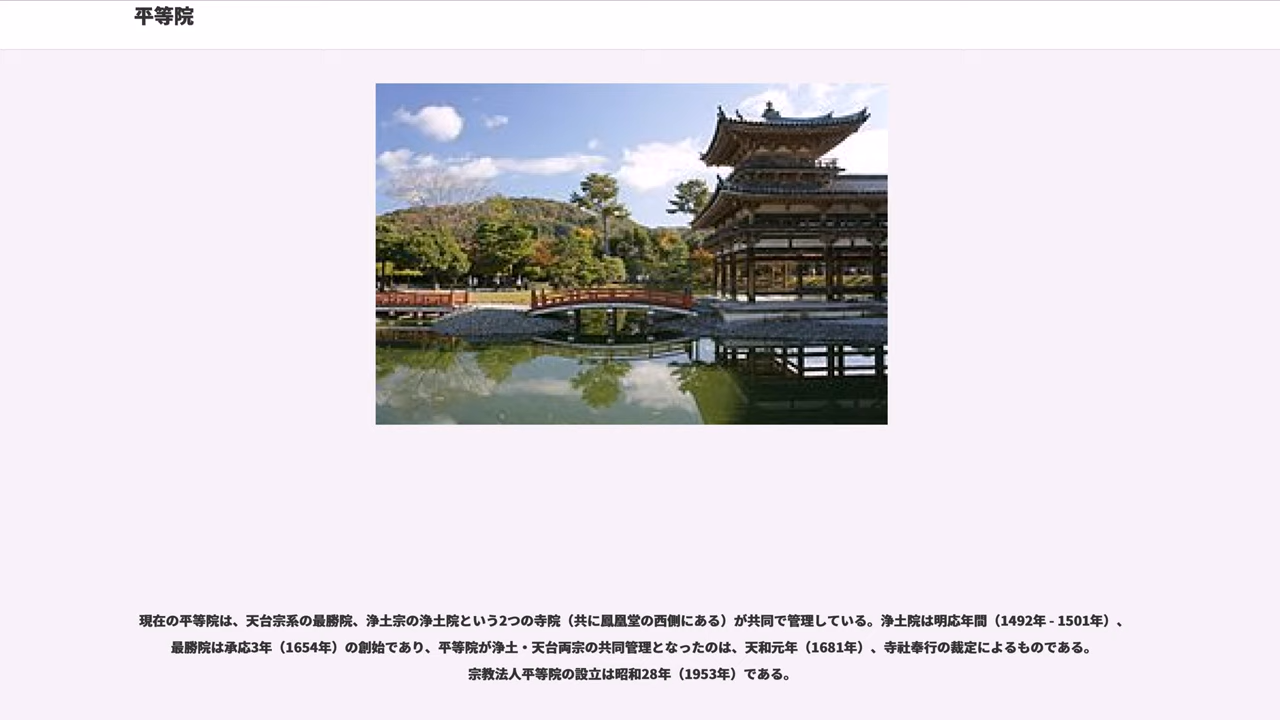 平等院
現在の平等院は、天台宗系の最勝院、浄土宗の浄土院という2つの寺院（共に鳳凰堂の西側にある）が共同で管理している。浄土院は明応年間（1492年 - 1501年）、
最勝院は承応3年（1654年）の創始であり、平等院が浄土・天台両宗の共同管理となったのは、天和元年（1681年）、寺社奉行の裁定によるものである。
宗教法人平等院の設立は昭和28年（1953年）である。